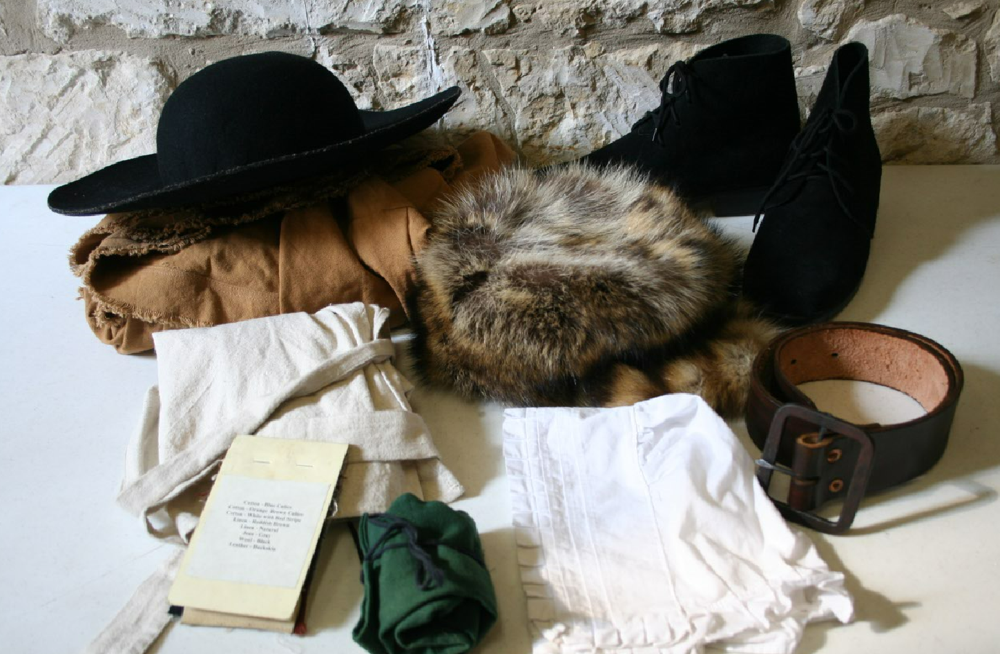 Cotton - Blue Calico
Cotton - Orange Brown Calico
Cotton - White with Red Stripe
Linen - Reddish Brown
Linen - Natural
Jean - Gray
Wool - Black
Leather - Buckskin